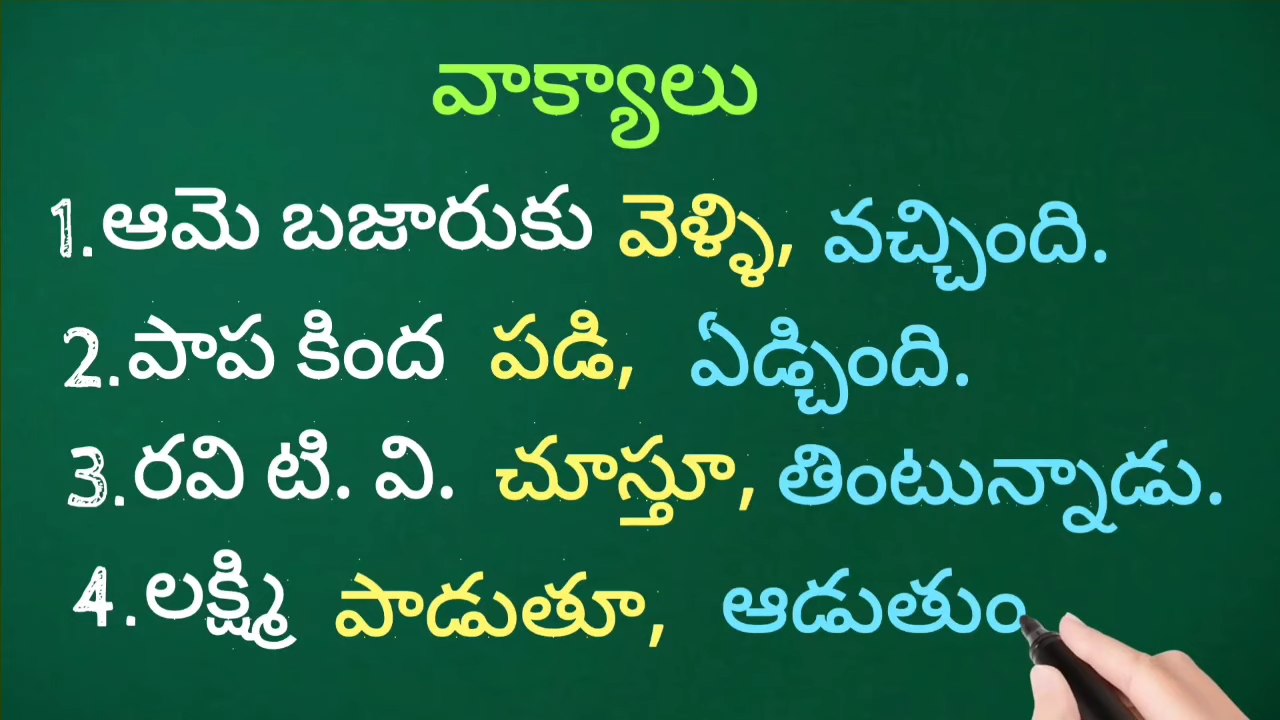 వాక్యాలు
1.ఆమె బజారుకు వెళ్ళి, వచ్చింది.
2.పాప కింద పడి, ఏడ్చింది.
3.రవి టి. వి. చూస్తూ, తింటున్నాడు.
4.లక్ష్మి పాడుతూ, ఆడుతుం